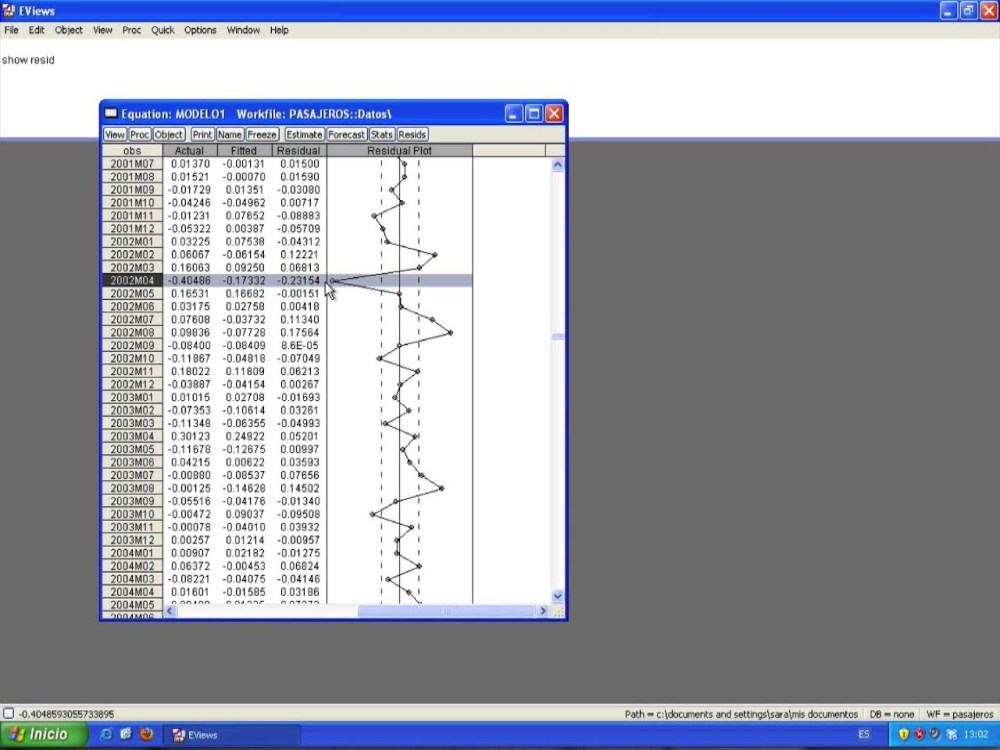 EViews
File Edit Object View Proc Quick Options Window Help
show resid
Equation: MODELO1 Workfile: PASAJEROS::Datos\
View Proc Object Print Name Freeze Estimate Forecast Stats Resids
obs Actual Fitted Residual Residual Plot
2001M07 0.01370 -0.00131 0.01500
2001M08 0.01521 -0.00070 0.01590
2001M09 -0.01729 0.01351 -0.03080
2001M10 -0.04246 -0.04962 0.00717
2001M11 -0.01231 0.07652 -0.08883
2001M12 -0.05322 0.00387 -0.05709
2002M01 0.03225 0.07538 -0.04312
2002M02 0.06067 -0.06154 0.12221
2002M03 0.16063 0.09250 0.06813
2002M04 -0.40486 -0.17332 -0.23154
2002M05 0.16531 0.16682 -0.00151
2002M06 0.03175 0.02758 0.00418
2002M07 0.07608 -0.03732 0.11340
2002M08 0.09836 -0.07728 0.17564
2002M09 -0.08400 -0.08409 8.6E-05
2002M10 -0.11867 -0.04818 -0.07049
2002M11 0.18022 0.11809 0.06213
2002M12 -0.03887 -0.04154 0.00267
2003M01 0.01015 0.02708 -0.01693
2003M02 -0.07353 -0.10614 0.03261
2003M03 -0.11348 -0.06355 -0.04993
2003M04 0.30123 0.24922 0.05201
2003M05 -0.11678 -0.12675 0.00997
2003M06 0.04215 0.00622 0.03593
2003M07 -0.00880 -0.08537 0.07656
2003M08 -0.00125 -0.14628 0.14502
2003M09 -0.05516 -0.04176 -0.01340
2003M10 -0.00472 0.09037 -0.09508
2003M11 -0.00078 -0.04010 0.03932
2003M12 0.00257 0.01214 -0.00957
2004M01 0.00907 0.02182 -0.01275
2004M02 0.06372 -0.00453 0.06824
2004M03 -0.08221 -0.04075 -0.04146
2004M04 0.01601 -0.01585 0.03186
2004M05
2004M06
-0.4048593055733895 Path = c:\documents and settings\sara\mis documentos DB = none WF = pasajeros
Inicio EViews ES 13:02